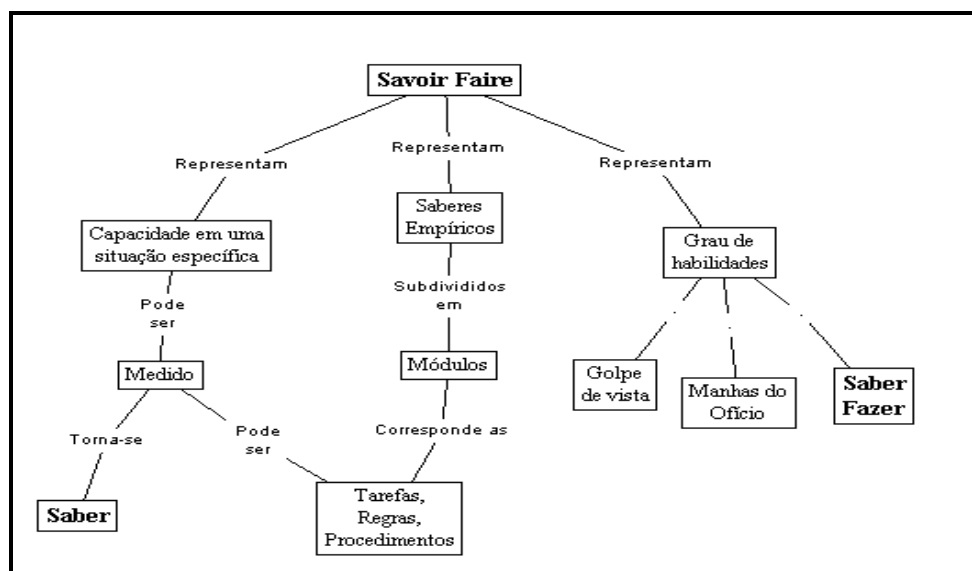 Savoir Faire
Representam
Representam
Representam
Capacidade em uma
situação específica
Saberes
Empíricos
Grau de
habilidades
Pode
ser
Subdivididos
em
Medido
Módulos
Golpe
de vista
Manhas do
Ofício
Saber
Fazer
Torna-se
Pode
ser
Corresponde as
Saber
Tarefas,
Regras,
Procedimentos